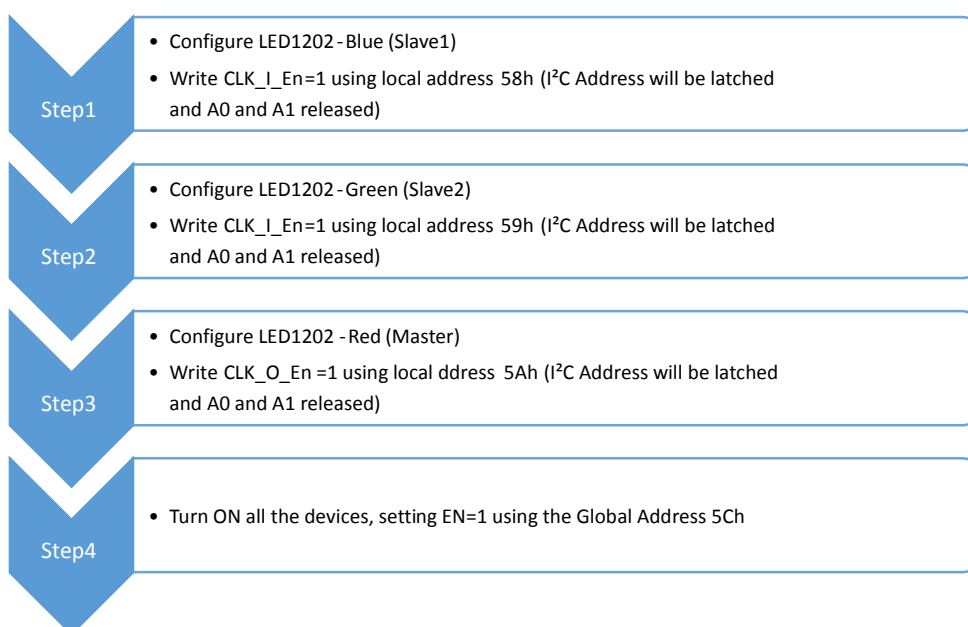 Step1
• Configure LED1202-Blue (Slave1)
• Write CLK_I_En=1 using local address 58h (I²C Address will be latched
and A0 and A1 released)
Step2
• Configure LED1202-Green (Slave2)
• Write CLK_I_En=1 using local address 59h (I²C Address will be latched
and A0 and A1 released)
Step3
• Configure LED1202 -Red (Master)
• Write CLK_O_En =1 using local ddress 5Ah (I²C Address will be latched
and A0 and A1 released)
Step4
• Turn ON all the devices, setting EN=1 using the Global Address 5Ch